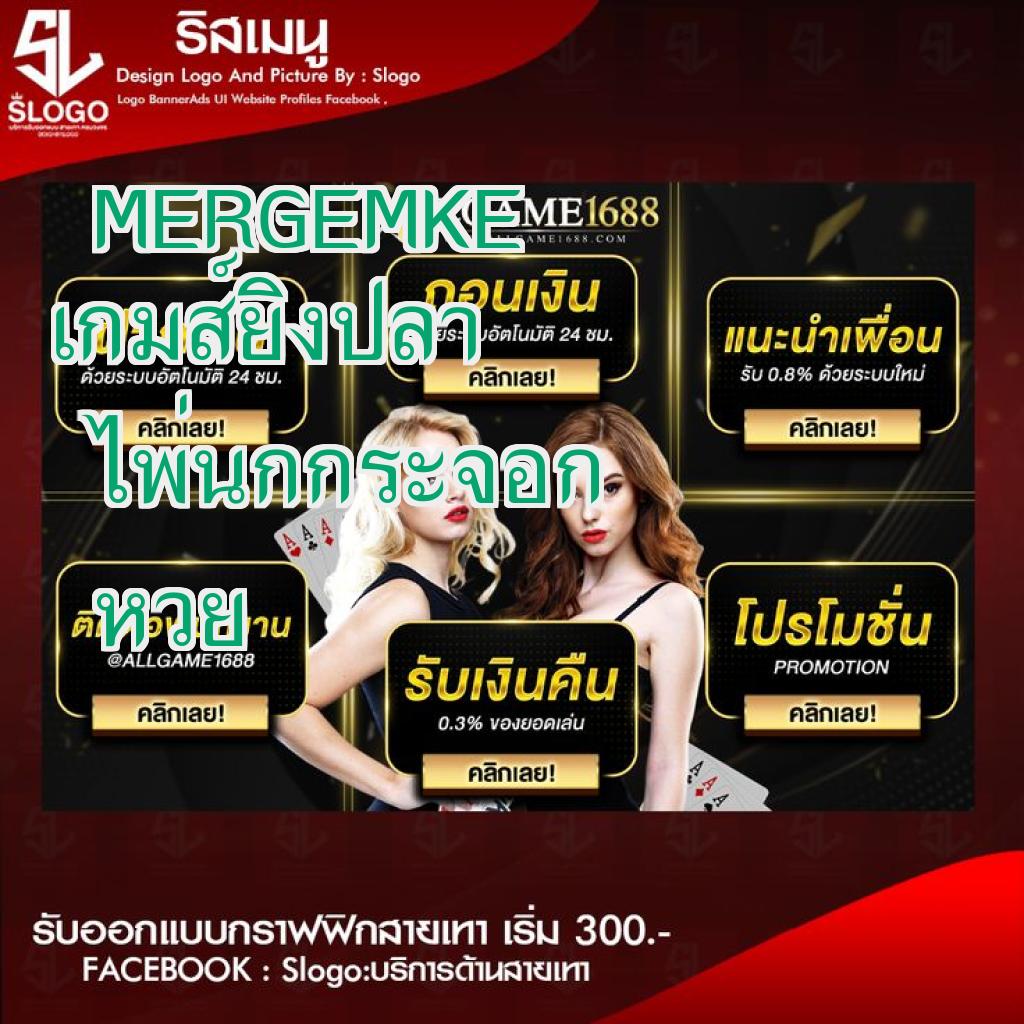 SLOGO
ริสเมนู
Design Logo And Picture By : Slogo
Logo BannerAds UI Website Profiles Facebook .
MERGEMKE
GAME1688
ALLGAME1688.COM
เกมส์ยิงปลา
ถอนเงิน
ด้วยระบบอัตโนมัติ 24 ชม.
คลิกเลย!
ด้วยระบบอัตโนมัติ 24 ชม.
คลิกเลย!
แนะนำเพื่อน
รับ 0.8% ด้วยระบบใหม่
คลิกเลย!
ไพ่นกกระจอก
หวย
@ALLGAME1688
คลิกเลย!
รับเงินคืน
0.3% ของยอดเล่น
คลิกเลย!
โปรโมชั่น
PROMOTION
คลิกเลย!
รับออกแบบกราฟฟิกสายเทา เริ่ม 300.-
FACEBOOK : Slogo:บริการด้านสายเทา